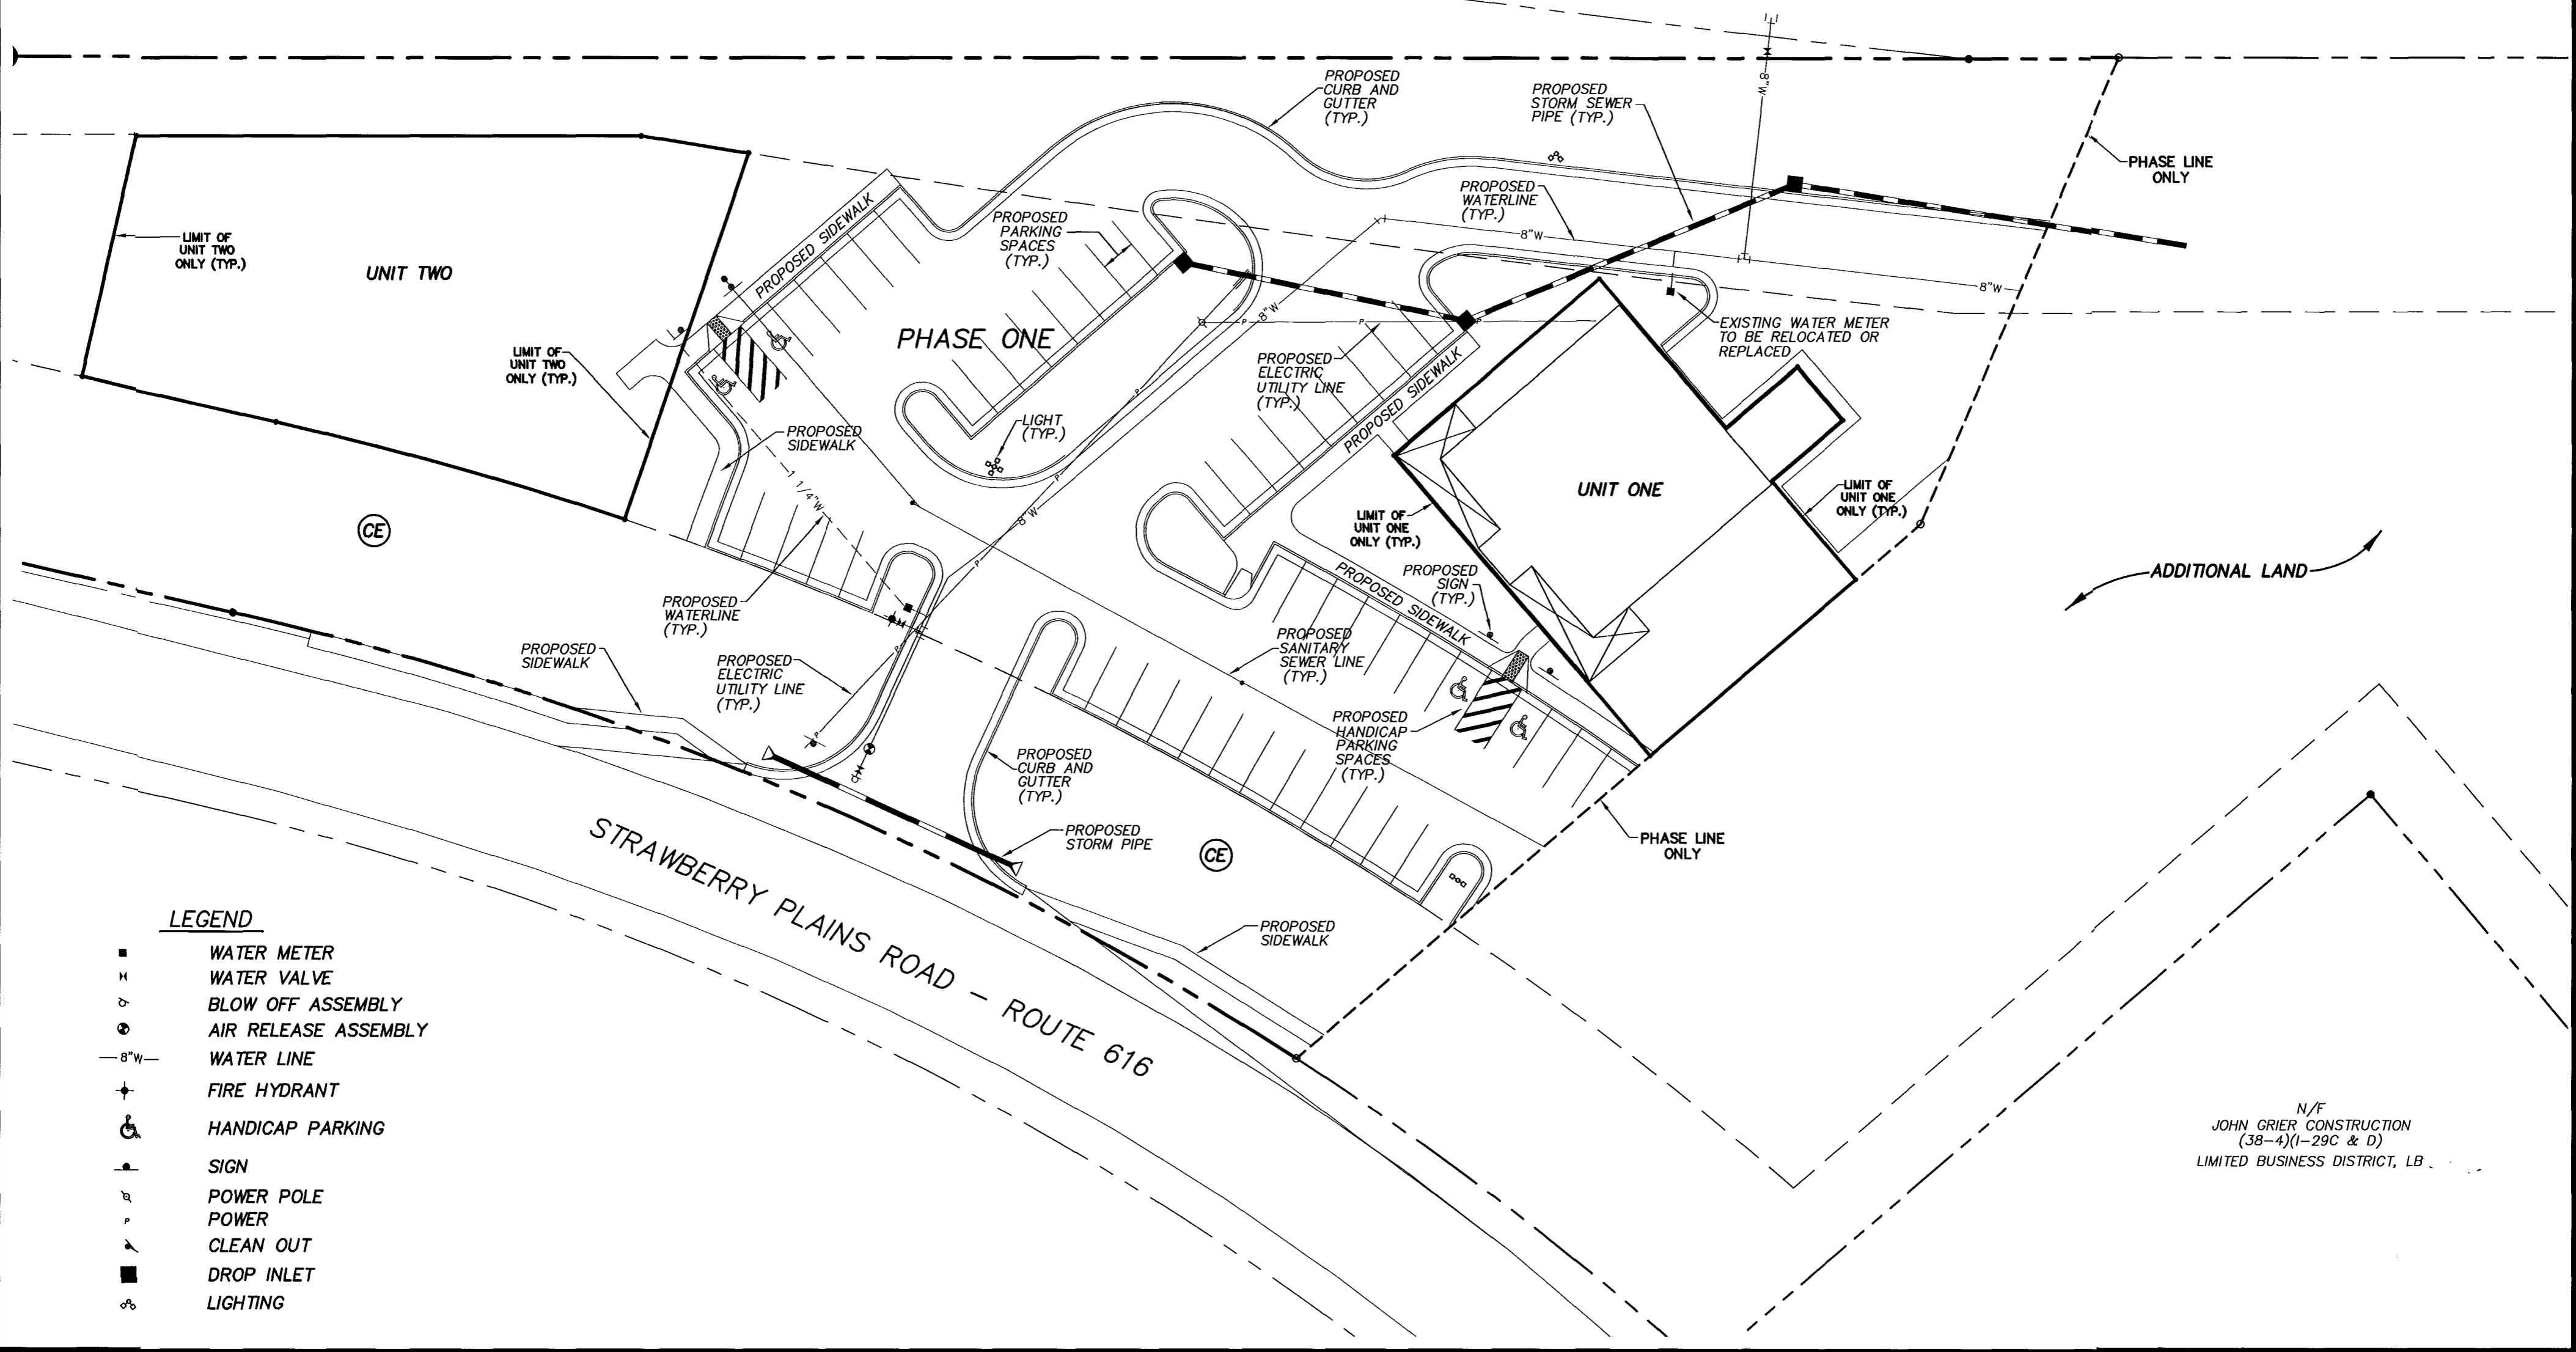 PROPOSED
CURB AND
GUTTER
(TYP.)
PROPOSED
STORM SEWER
PIPE (TYP.)
8"W
PHASE LINE
ONLY
PROPOSED SIDEWALK
PROPOSED
PARKING
SPACES
(TYP.)
PROPOSED
WATERLINE
(TYP.)
8"W
8"W
LIMIT OF
UNIT TWO
ONLY (TYP.)
UNIT TWO
8"W
P
P
P
EXISTING WATER METER
TO BE RELOCATED OR
REPLACED
PHASE ONE
LIMIT OF
UNIT TWO
ONLY (TYP.)
PROPOSED
ELECTRIC
UTILITY LINE
(TYP.)
PROPOSED SIDEWALK
P
LIGHT
(TYP.)
PROPOSED
SIDEWALK
P
1 1/4"W
8"W
UNIT ONE
LIMIT OF
UNIT ONE
ONLY (TYP.)
LIMIT OF
UNIT ONE
ONLY (TYP.)
CE
P
ADDITIONAL LAND
PROPOSED SIDEWALK
PROPOSED
SIGN
(TYP.)
PROPOSED
WATERLINE
(TYP.)
PROPOSED
SIDEWALK
P
PROPOSED
ELECTRIC
UTILITY LINE
(TYP.)
PROPOSED
SANITARY
SEWER LINE
(TYP.)
P
PROPOSED
HANDICAP
PARKING
SPACES
(TYP.)
PROPOSED
CURB AND
GUTTER
(TYP.)
PROPOSED
STORM PIPE
CE
PHASE LINE
ONLY
STRAWBERRY PLAINS ROAD - ROUTE 616
PROPOSED
SIDEWALK
LEGEND
WATER METER
WATER VALVE
BLOW OFF ASSEMBLY
AIR RELEASE ASSEMBLY
8"W WATER LINE
FIRE HYDRANT
HANDICAP PARKING
SIGN
POWER POLE
P POWER
CLEAN OUT
DROP INLET
LIGHTING
N/F
JOHN GRIER CONSTRUCTION
(38-4)(1-29C & D)
LIMITED BUSINESS DISTRICT, LB